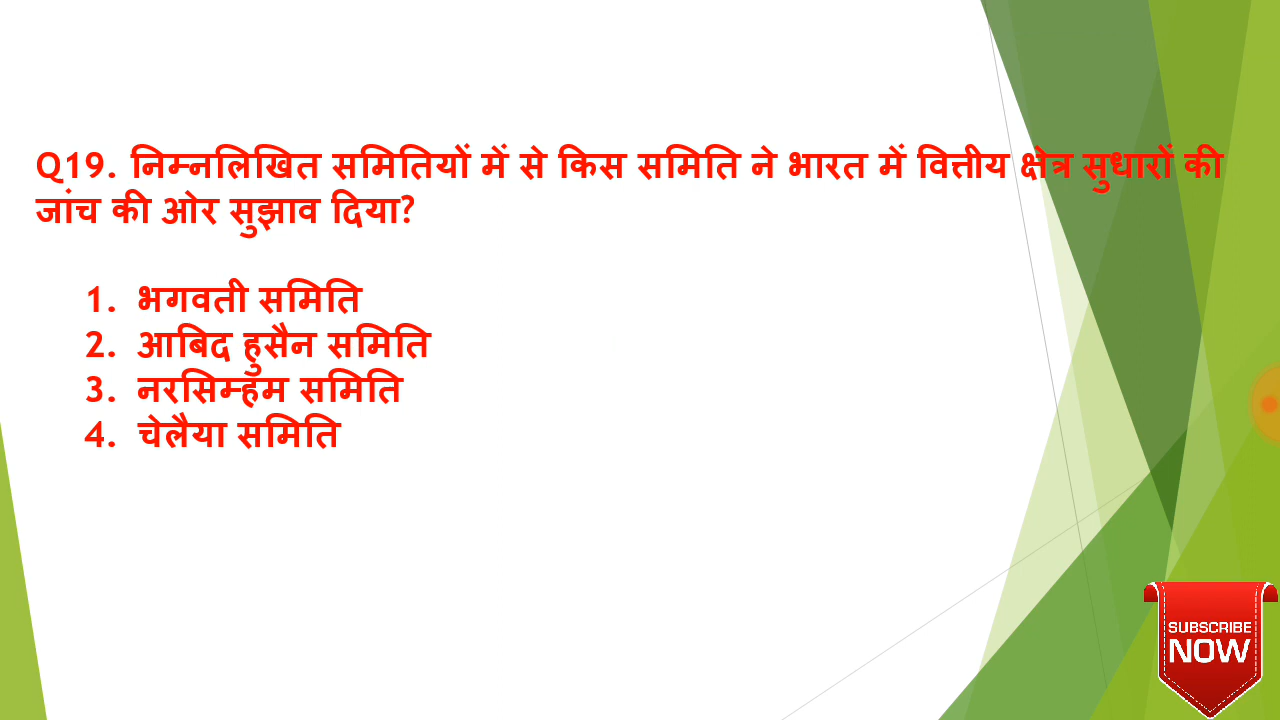 Q19. निम्नलिखित समितियों में से किस समिति ने भारत में वित्तीय क्षेत्र सुधारों की
जांच की ओर सुझाव दिया?
1. भगवती समिति
2. आबिद हुसैन समिति
3. नरसिम्हम समिति
4. चेलैया समिति
SUBSCRIBE
NOW